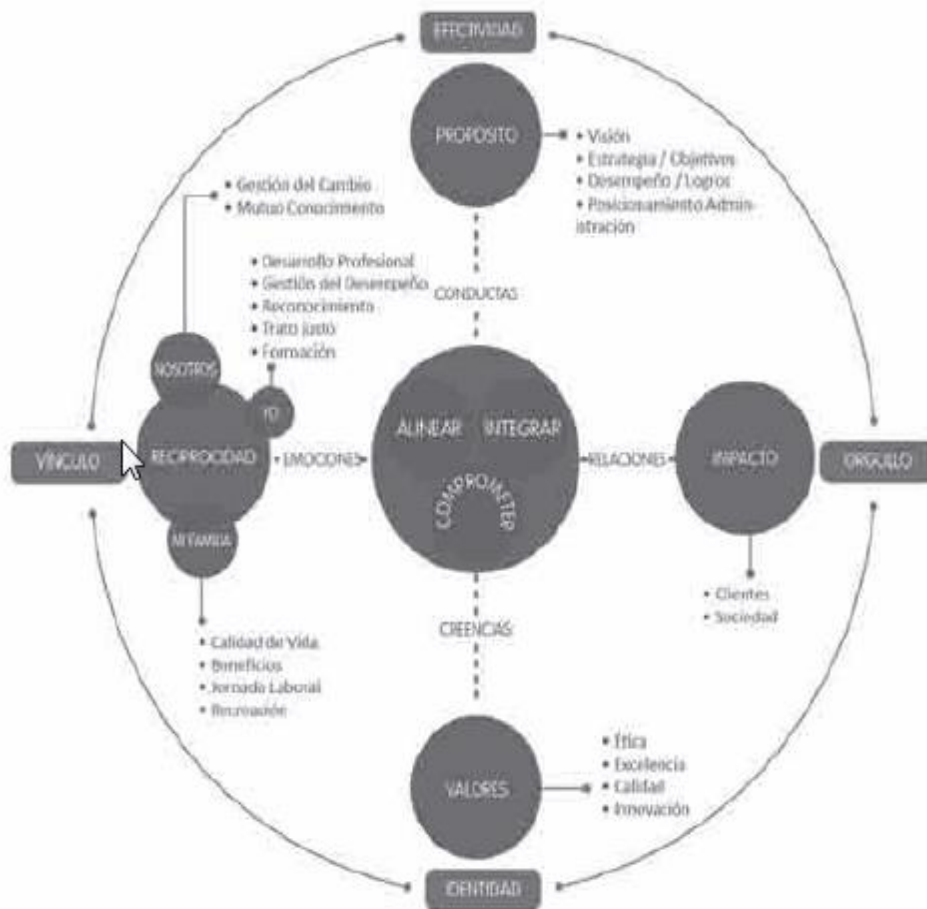 EFECTIVIDAD
PROPOSITO
• Visión
• Estrategia / Objetivos
• Desempeño / Logros
• Posicionamiento Admin-
istración
• Gestión del Cambio
• Mutuo Conocimiento
• Desarrollo Profesional
• Gestión del Desempeño
• Reconocimiento
• Trato justo
• Formación
CONDUCTAS
NOSOTROS
YO
ALINEAR
INTEGRAR
VÍNCULO
RECIPROCIDAD
EMOCIONES
RELACIONES
IMPACTO
ORGULLO
COMPROMETER
MI FAMILIA
• Clientes
• Sociedad
CREENCIAS
• Calidad de Vida
• Beneficios
• Jornada Laboral
• Recreación
• Ética
• Excelencia
• Calidad
• Innovación
VALORES
IDENTIDAD